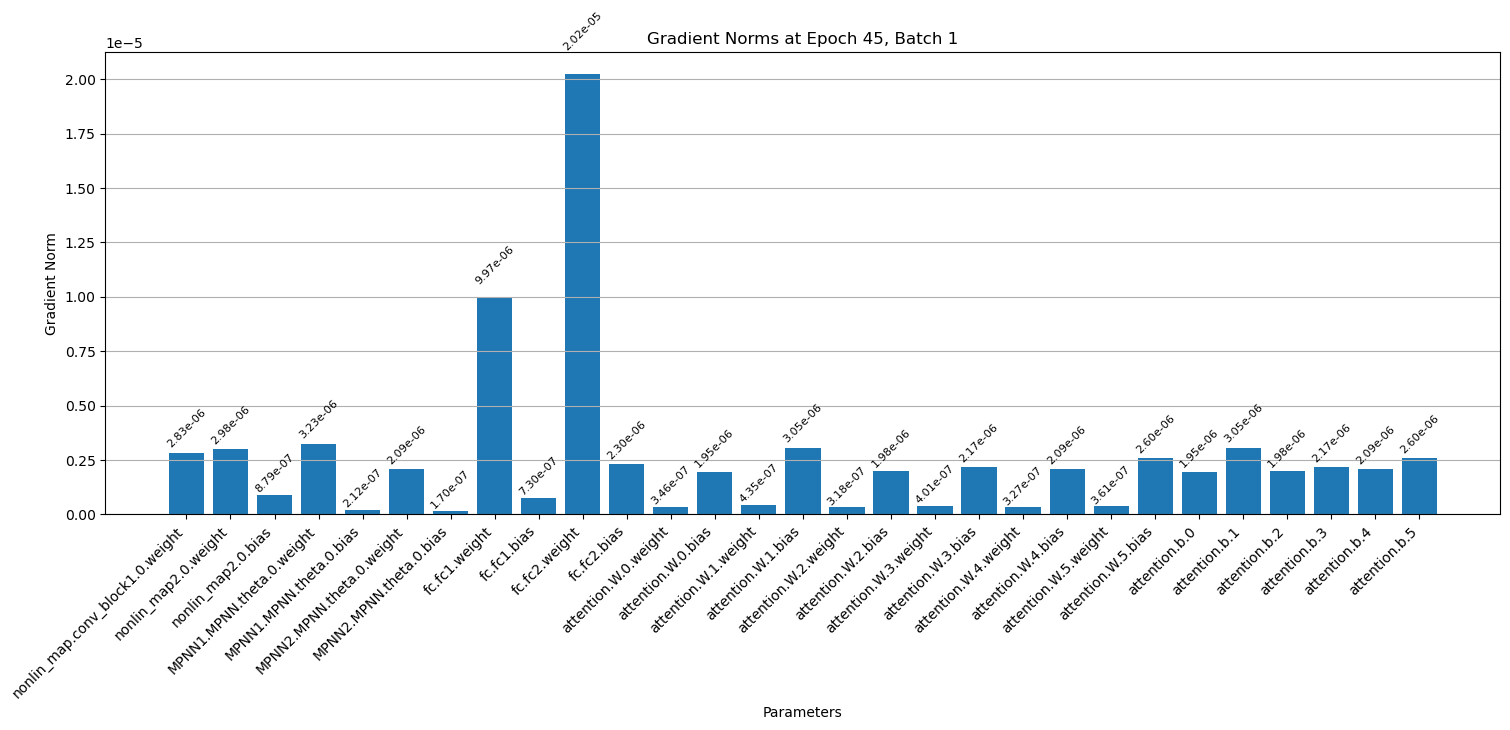 Gradient Norms at Epoch 45, Batch 1
1e−5
2.00
1.75
1.50
1.25
1.00
0.75
0.50
0.25
0.00
Gradient Norm
2.83e-06
2.98e-06
8.79e-07
3.23e-06
2.12e-07
2.09e-06
1.70e-07
9.97e-06
7.30e-07
2.02e-05
2.30e-06
3.46e-07
1.95e-06
4.35e-07
3.05e-06
3.18e-07
1.98e-06
4.01e-07
2.17e-06
3.27e-07
2.09e-06
3.61e-07
2.60e-06
1.95e-06
3.05e-06
1.98e-06
2.17e-06
2.09e-06
2.60e-06
nonlin_map.conv_block1.0.weight
nonlin_map2.0.weight
nonlin_map2.0.bias
MPNN1.MPNN.theta.0.weight
MPNN1.MPNN.theta.0.bias
MPNN2.MPNN.theta.0.weight
MPNN2.MPNN.theta.0.bias
fc.fc1.weight
fc.fc1.bias
fc.fc2.weight
fc.fc2.bias
attention.W.0.weight
attention.W.0.bias
attention.W.1.weight
attention.W.1.bias
attention.W.2.weight
attention.W.2.bias
attention.W.3.weight
attention.W.3.bias
attention.W.4.weight
attention.W.4.bias
attention.W.5.weight
attention.W.5.bias
attention.b.0
attention.b.1
attention.b.2
attention.b.3
attention.b.4
attention.b.5
Parameters